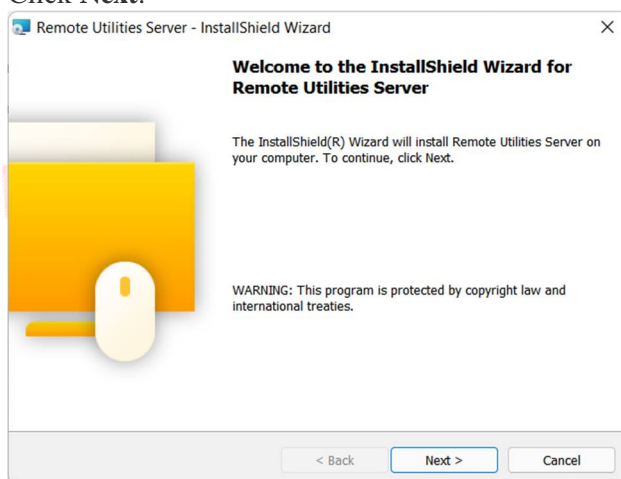 Click Next.
Remote Utilities Server - InstallShield Wizard
Welcome to the InstallShield Wizard for
Remote Utilities Server
The InstallShield(R) Wizard will install Remote Utilities Server on
your computer. To continue, click Next.
WARNING: This program is protected by copyright law and
international treaties.
< Back Next > Cancel